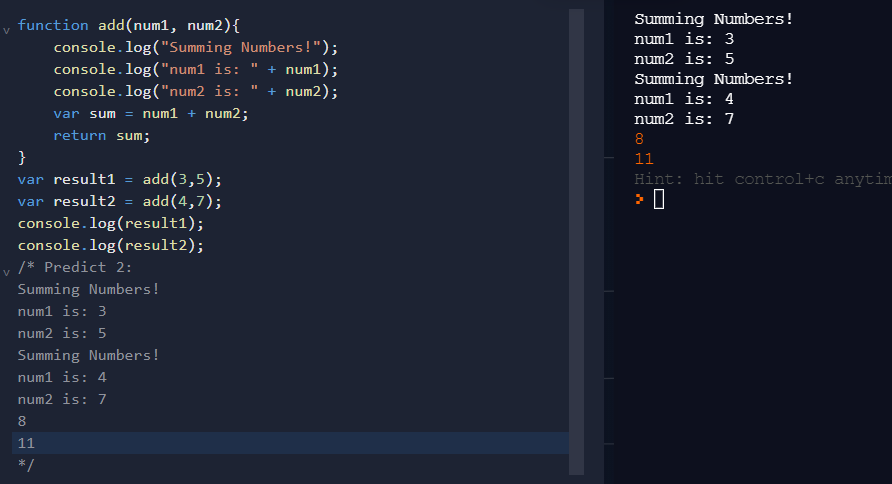 function add(num1, num2){
    console.log("Summing Numbers!");
    console.log("num1 is: " + num1);
    console.log("num2 is: " + num2);
    var sum = num1 + num2;
    return sum;
}
var result1 = add(3,5);
var result2 = add(4,7);
console.log(result1);
console.log(result2);
/* Predict 2:
Summing Numbers!
num1 is: 3
num2 is: 5
Summing Numbers!
num1 is: 4
num2 is: 7
8
11
*/
Summing Numbers!
num1 is: 3
num2 is: 5
Summing Numbers!
num1 is: 4
num2 is: 7
8
11
Hint: hit control+c anytim
>